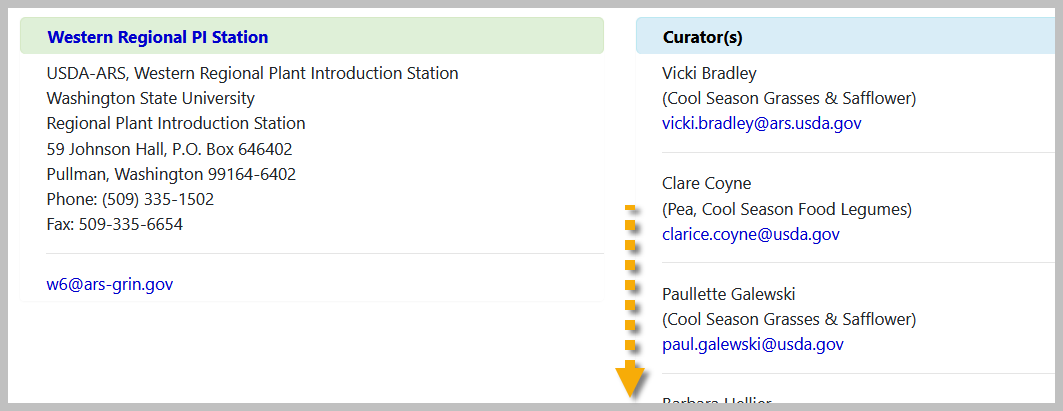 Western Regional PI Station
USDA-ARS, Western Regional Plant Introduction Station
Washington State University
Regional Plant Introduction Station
59 Johnson Hall, P.O. Box 646402
Pullman, Washington 99164-6402
Phone: (509) 335-1502
Fax: 509-335-6654
w6@ars-grin.gov
Curator(s)
Vicki Bradley
(Cool Season Grasses & Safflower)
vicki.bradley@ars.usda.gov
Clare Coyne
(Pea, Cool Season Food Legumes)
clarice.coyne@usda.gov
Paullette Galewski
(Cool Season Grasses & Safflower)
paul.galewski@usda.gov
Barbara Hellier